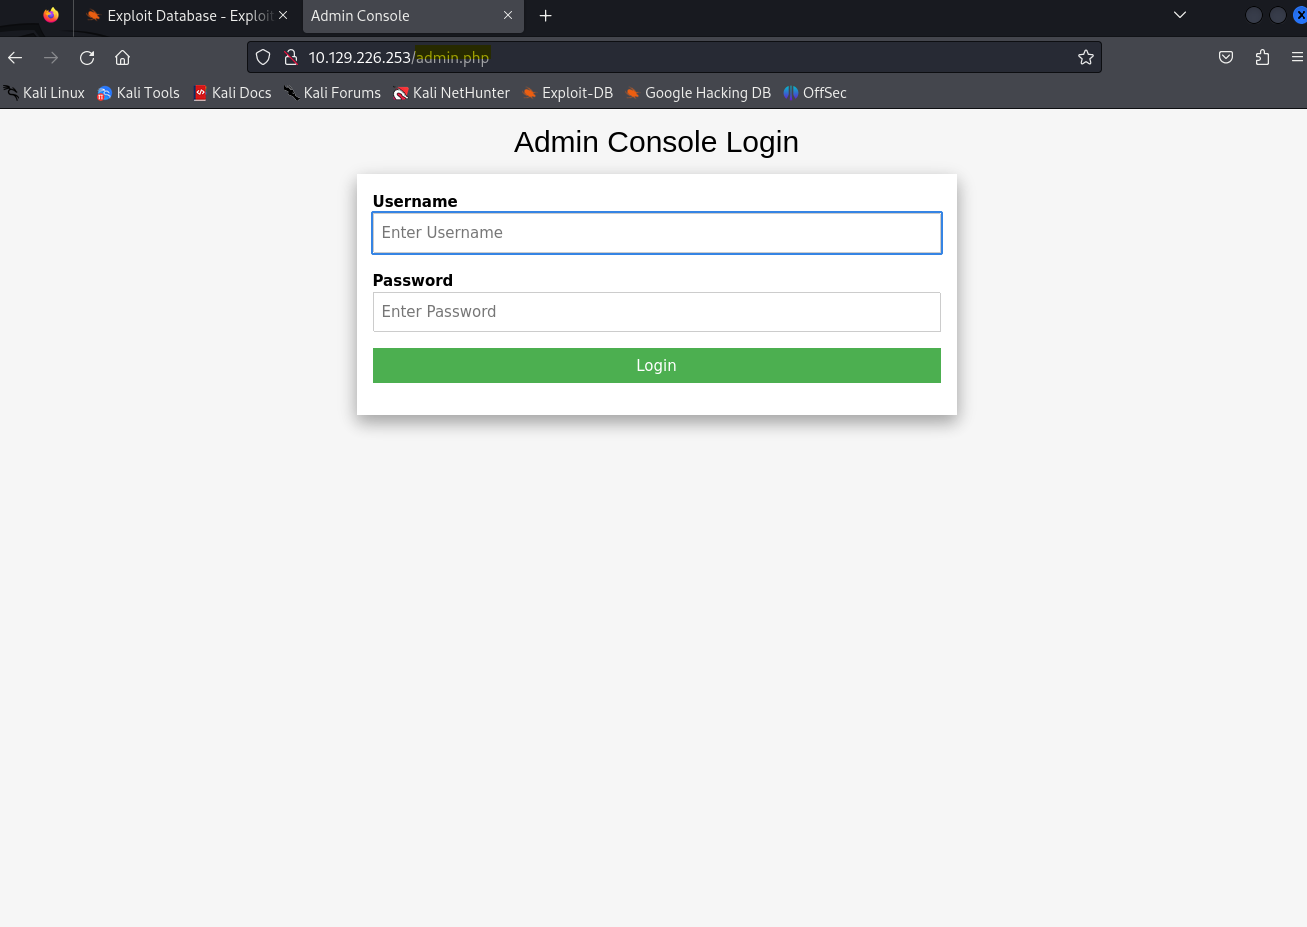 Exploit Database - Exploit
Admin Console
10.129.226.253/admin.php
Kali Linux Kali Tools Kali Docs Kali Forums Kali NetHunter Exploit-DB Google Hacking DB OffSec
Admin Console Login
Username
Enter Username
Password
Enter Password
Login